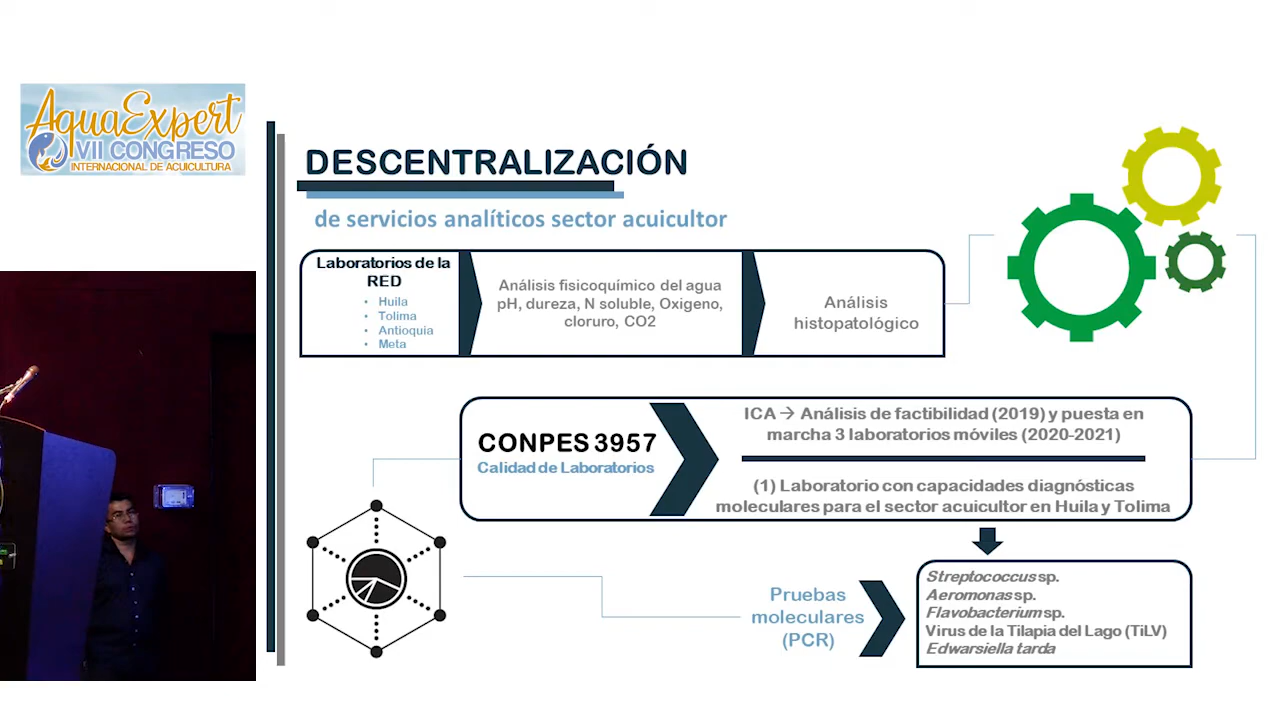 AquaExpert
VII CONGRESO
INTERNACIONAL DE ACUICULTURA
DESCENTRALIZACIÓN
de servicios analíticos sector acuicultor
Laboratorios de la
RED
• Huila
• Tolima
• Antioquia
• Meta
Análisis fisicoquímico del agua
pH, dureza, N soluble, Oxigeno,
cloruro, CO2
Análisis
histopatológico
CONPES 3957
Calidad de Laboratorios
ICA → Análisis de factibilidad (2019) y puesta en
marcha 3 laboratorios móviles (2020-2021)
(1) Laboratorio con capacidades diagnósticas
moleculares para el sector acuicultor en Huila y Tolima
Pruebas
moleculares
(PCR)
Streptococcus sp.
Aeromonas sp.
Flavobacterium sp.
Virus de la Tilapia del Lago (TiLV)
Edwarsiella tarda